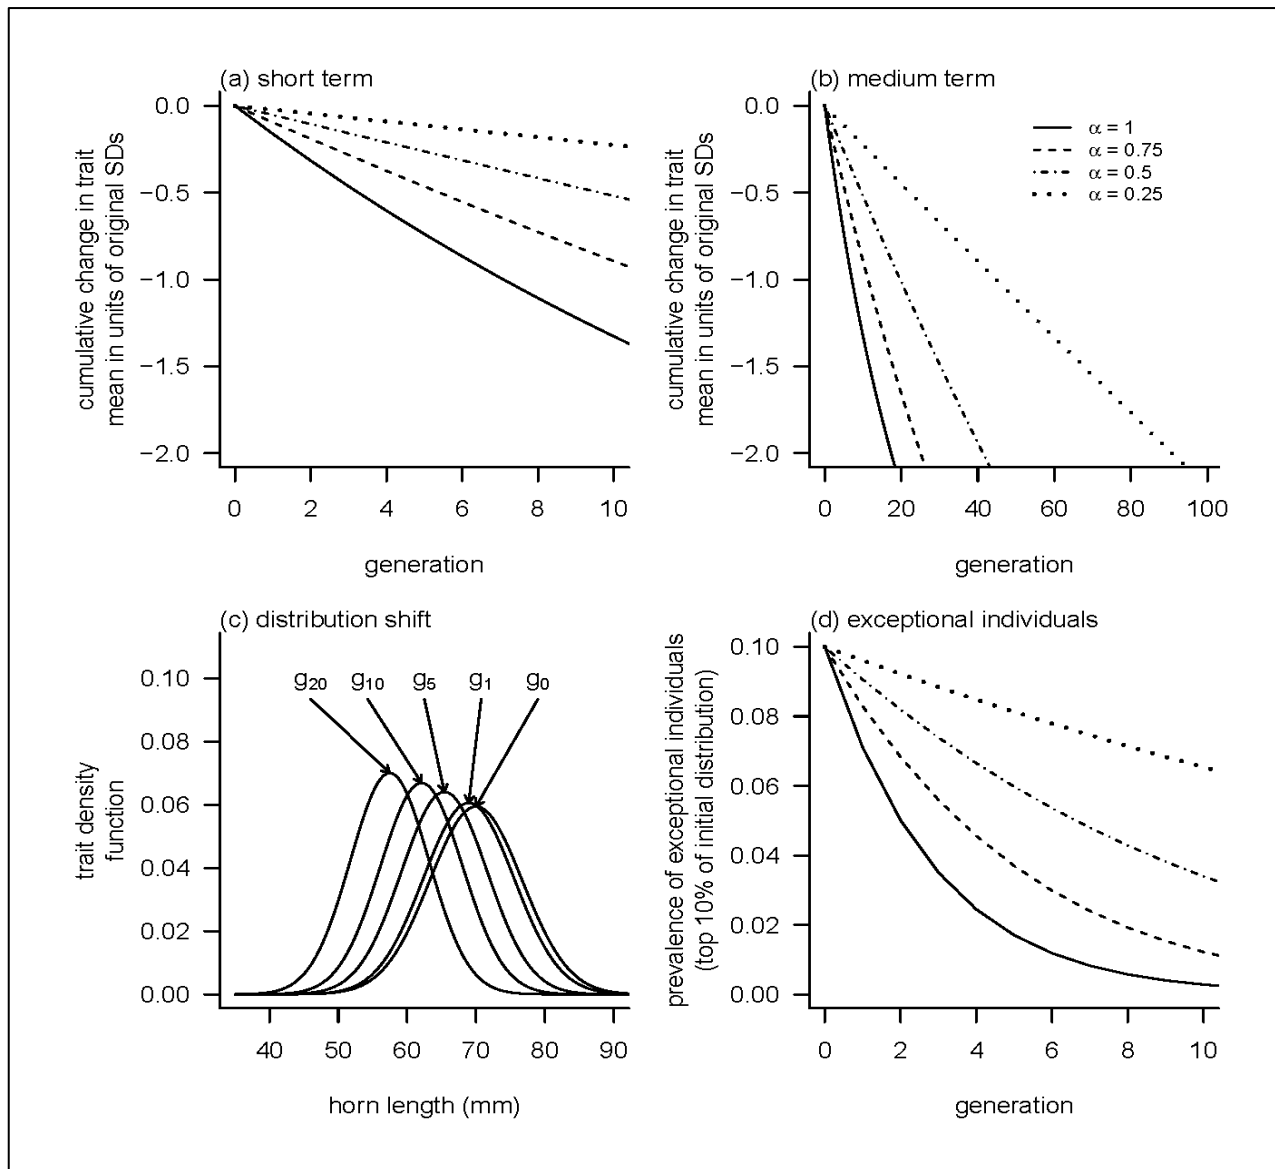 (a) short term
0.0
−0.5
−1.0
−1.5
−2.0
cumulative change in trait
mean in units of original SDs
0 2 4 6 8 10
generation
(b) medium term
0.0
−0.5
−1.0
−1.5
−2.0
cumulative change in trait
mean in units of original SDs
α = 1
α = 0.75
α = 0.5
α = 0.25
0 20 40 60 80 100
generation
(c) distribution shift
0.10
0.08
0.06
0.04
0.02
0.00
trait density
function
g₂₀ g₁₀ g₅ g₁ g₀
40 50 60 70 80 90
horn length (mm)
(d) exceptional individuals
0.10
0.08
0.06
0.04
0.02
0.00
prevalence of exceptional individuals
(top 10% of initial distribution)
0 2 4 6 8 10
generation